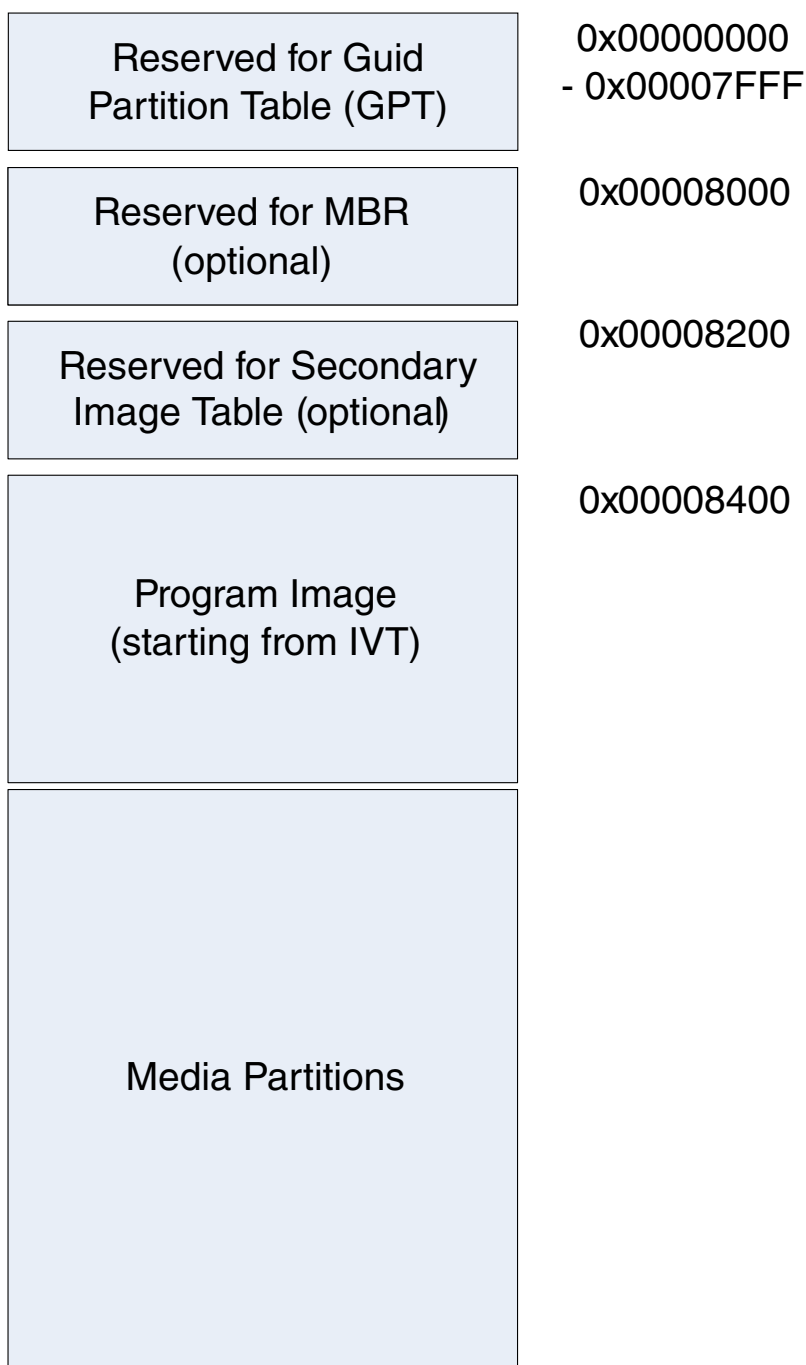 Reserved for Guid
Partition Table (GPT)
0x00000000
- 0x00007FFF
Reserved for MBR
(optional)
0x00008000
Reserved for Secondary
Image Table (optional)
0x00008200
Program Image
(starting from IVT)
0x00008400
Media Partitions